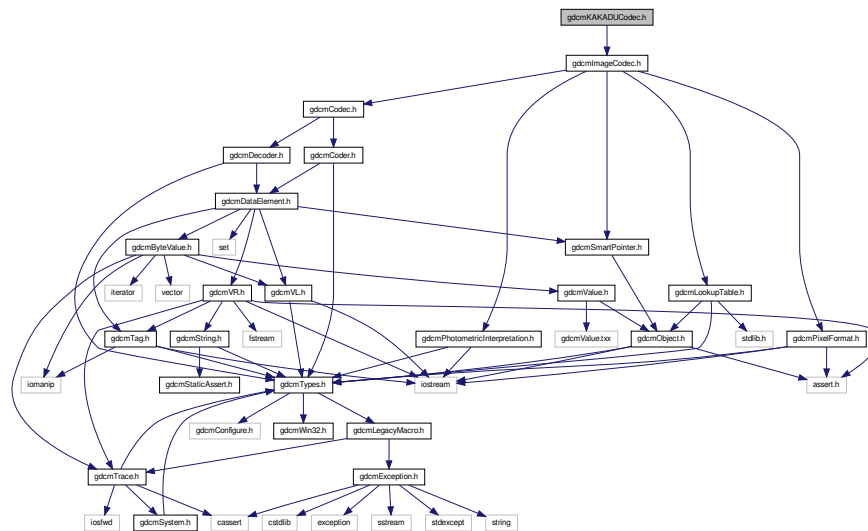 gdcmKAKADUCodec.h
gdcmImageCodec.h
gdcmCodec.h
gdcmDecoder.h
gdcmCoder.h
gdcmDataElement.h
gdcmByteValue.h
set
gdcmSmartPointer.h
iterator
vector
gdcmVR.h
gdcmVL.h
gdcmValue.h
gdcmLookupTable.h
gdcmTag.h
gdcmString.h
fstream
gdcmPhotometricInterpretation.h
gdcmValue.txx
gdcmObject.h
stdlib.h
gdcmPixelFormat.h
iomanip
gdcmStaticAssert.h
gdcmTypes.h
iostream
assert.h
gdcmConfigure.h
gdcmWin32.h
gdcmLegacyMacro.h
gdcmTrace.h
gdcmException.h
iosfwd
gdcmSystem.h
cassert
cstdlib
exception
sstream
stdexcept
string